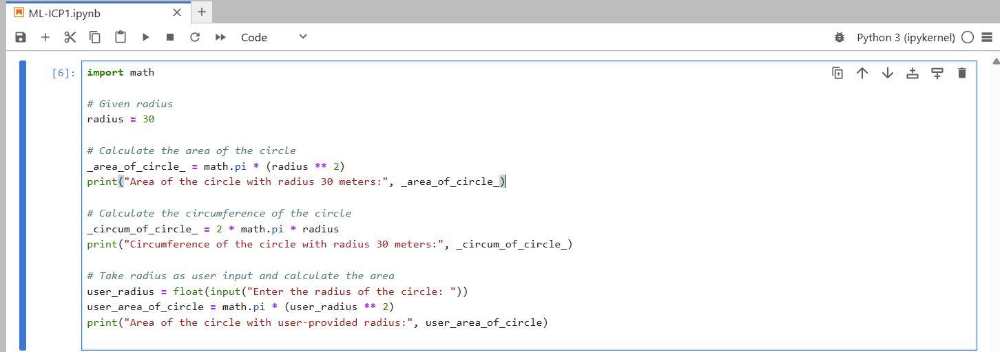 ML-ICP1.ipynb
Code
Python 3 (ipykernel)
[6]:
import math
# Given radius
radius = 30
# Calculate the area of the circle
_area_of_circle_ = math.pi * (radius ** 2)
print("Area of the circle with radius 30 meters:", _area_of_circle_)
# Calculate the circumference of the circle
_circum_of_circle_ = 2 * math.pi * radius
print("Circumference of the circle with radius 30 meters:", _circum_of_circle_)
# Take radius as user input and calculate the area
user_radius = float(input("Enter the radius of the circle: "))
user_area_of_circle = math.pi * (user_radius ** 2)
print("Area of the circle with user-provided radius:", user_area_of_circle)